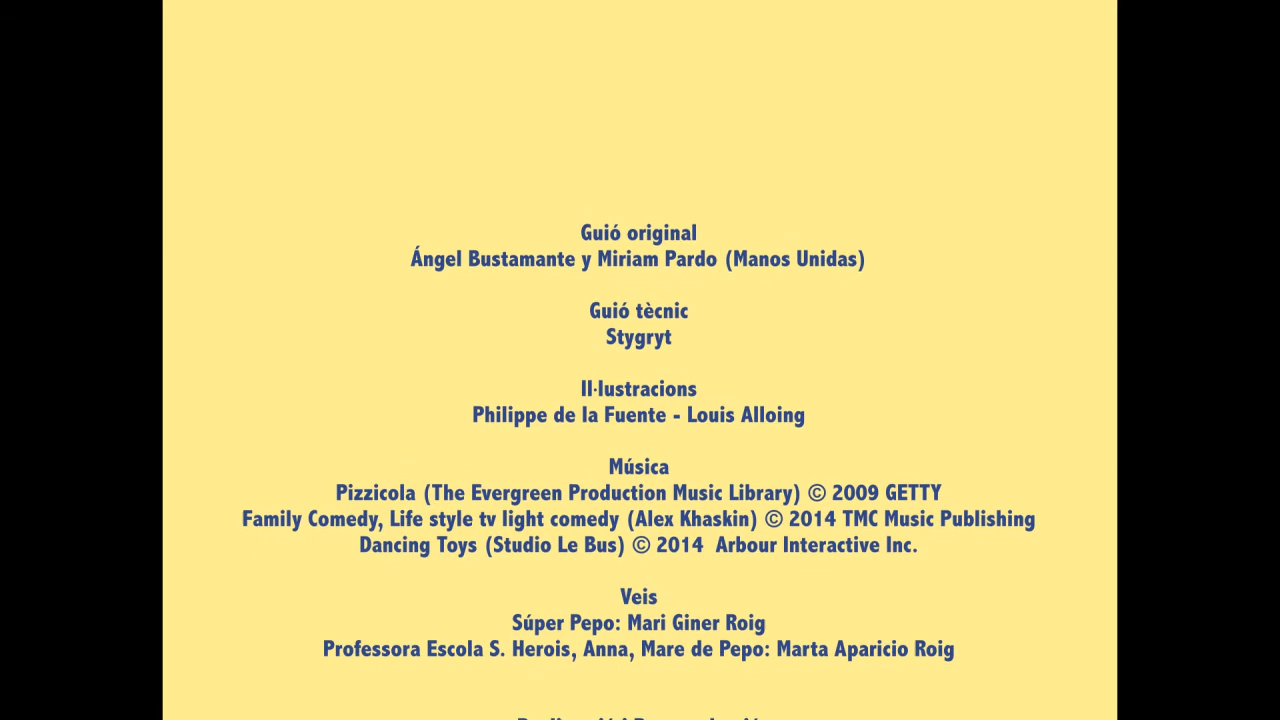 Guió original
Ángel Bustamante y Miriam Pardo (Manos Unidas)
Guió tècnic
Stygryt
Il·lustracions
Philippe de la Fuente - Louis Alloing
Música
Pizzicola (The Evergreen Production Music Library) © 2009 GETTY
Family Comedy, Life style tv light comedy (Alex Khaskin) © 2014 TMC Music Publishing
Dancing Toys (Studio Le Bus) © 2014 Arbour Interactive Inc.
Veis
Súper Pepo: Mari Giner Roig
Professora Escola S. Herois, Anna, Mare de Pepo: Marta Aparicio Roig